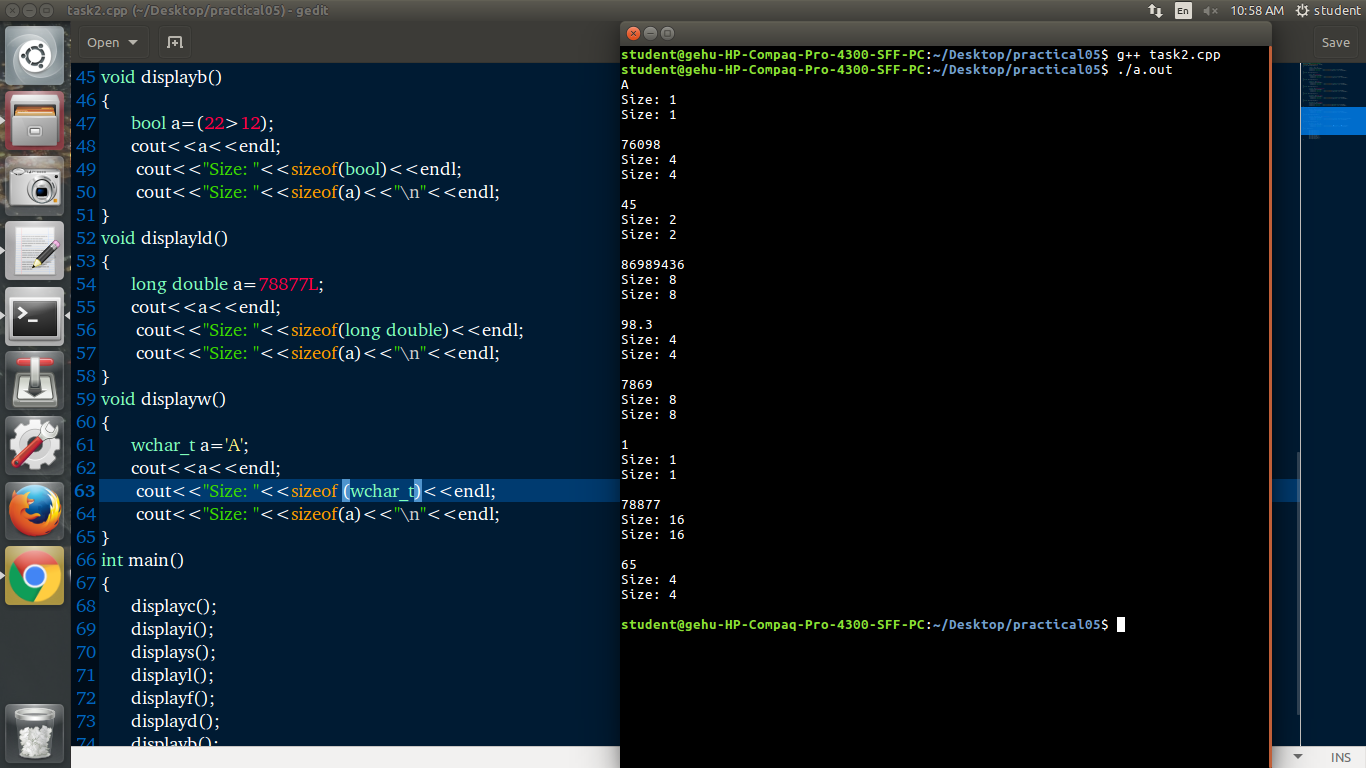 task2.cpp (~/Desktop/practical05) - gedit
En
10:58 AM
student
Open
Save
45 void displayb()
46 {
47 bool a=(22>12);
48 cout<<a<<endl;
49 cout<<"Size: "<<sizeof(bool)<<endl;
50 cout<<"Size: "<<sizeof(a)<<"\n"<<endl;
51 }
52 void displayld()
53 {
54 long double a=78877L;
55 cout<<a<<endl;
56 cout<<"Size: "<<sizeof(long double)<<endl;
57 cout<<"Size: "<<sizeof(a)<<"\n"<<endl;
58 }
59 void displayw()
60 {
61 wchar_t a='A';
62 cout<<a<<endl;
63 cout<<"Size: "<<sizeof (wchar_t)<<endl;
64 cout<<"Size: "<<sizeof(a)<<"\n"<<endl;
65 }
66 int main()
67 {
68 displayc();
69 displayi();
70 displays();
71 displayl();
72 displayf();
73 displayd();
74 displayb();
student@gehu-HP-Compaq-Pro-4300-SFF-PC:~/Desktop/practical05$ g++ task2.cpp
student@gehu-HP-Compaq-Pro-4300-SFF-PC:~/Desktop/practical05$ ./a.out
A
Size: 1
Size: 1
76098
Size: 4
Size: 4
45
Size: 2
Size: 2
86989436
Size: 8
Size: 8
98.3
Size: 4
Size: 4
7869
Size: 8
Size: 8
1
Size: 1
Size: 1
78877
Size: 16
Size: 16
65
Size: 4
Size: 4
student@gehu-HP-Compaq-Pro-4300-SFF-PC:~/Desktop/practical05$
INS